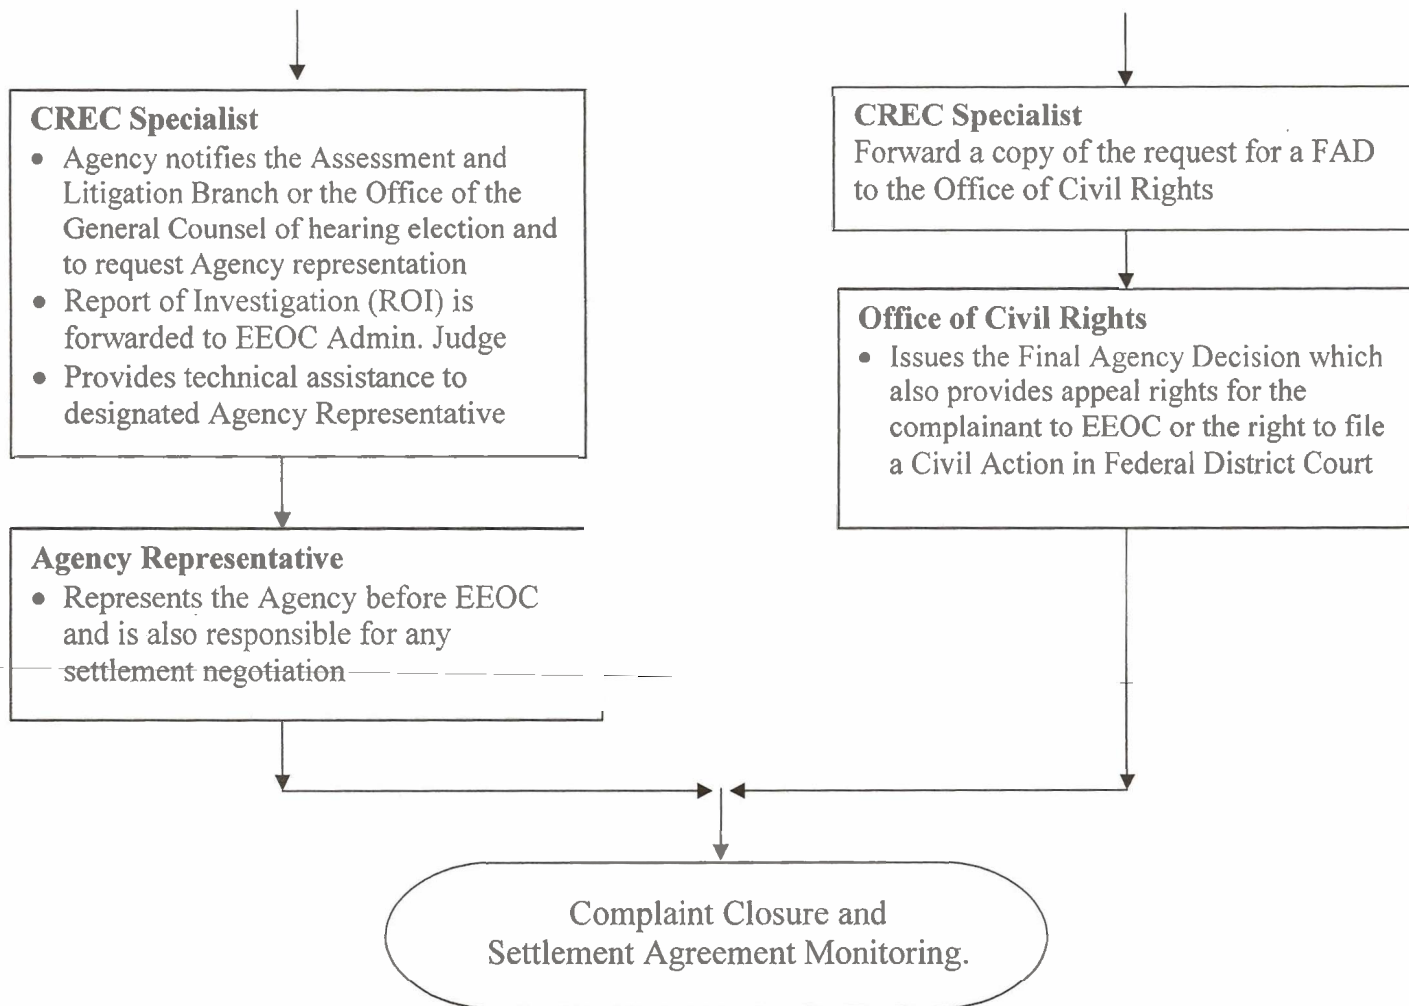 CREC Specialist
• Agency notifies the Assessment and
Litigation Branch or the Office of the
General Counsel of hearing election and
to request Agency representation
• Report of Investigation (ROI) is
forwarded to EEOC Admin. Judge
• Provides technical assistance to
designated Agency Representative
Agency Representative
• Represents the Agency before EEOC
and is also responsible for any
settlement negotiation
CREC Specialist
Forward a copy of the request for a FAD
to the Office of Civil Rights
Office of Civil Rights
• Issues the Final Agency Decision which
also provides appeal rights for the
complainant to EEOC or the right to file
a Civil Action in Federal District Court
Complaint Closure and
Settlement Agreement Monitoring.